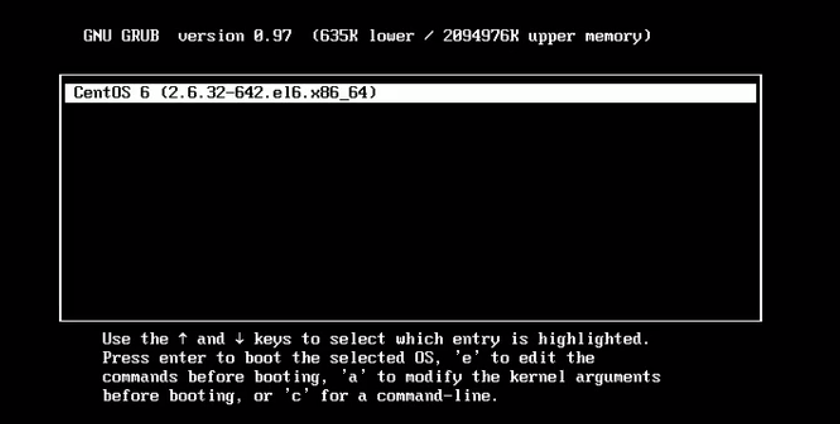 GNU GRUB  version 0.97  (635K lower / 2094976K upper memory)
CentOS 6 (2.6.32-642.el6.x86_64)
Use the ↑ and ↓ keys to select which entry is highlighted.
Press enter to boot the selected OS, 'e' to edit the
commands before booting, 'a' to modify the kernel arguments
before booting, or 'c' for a command-line.